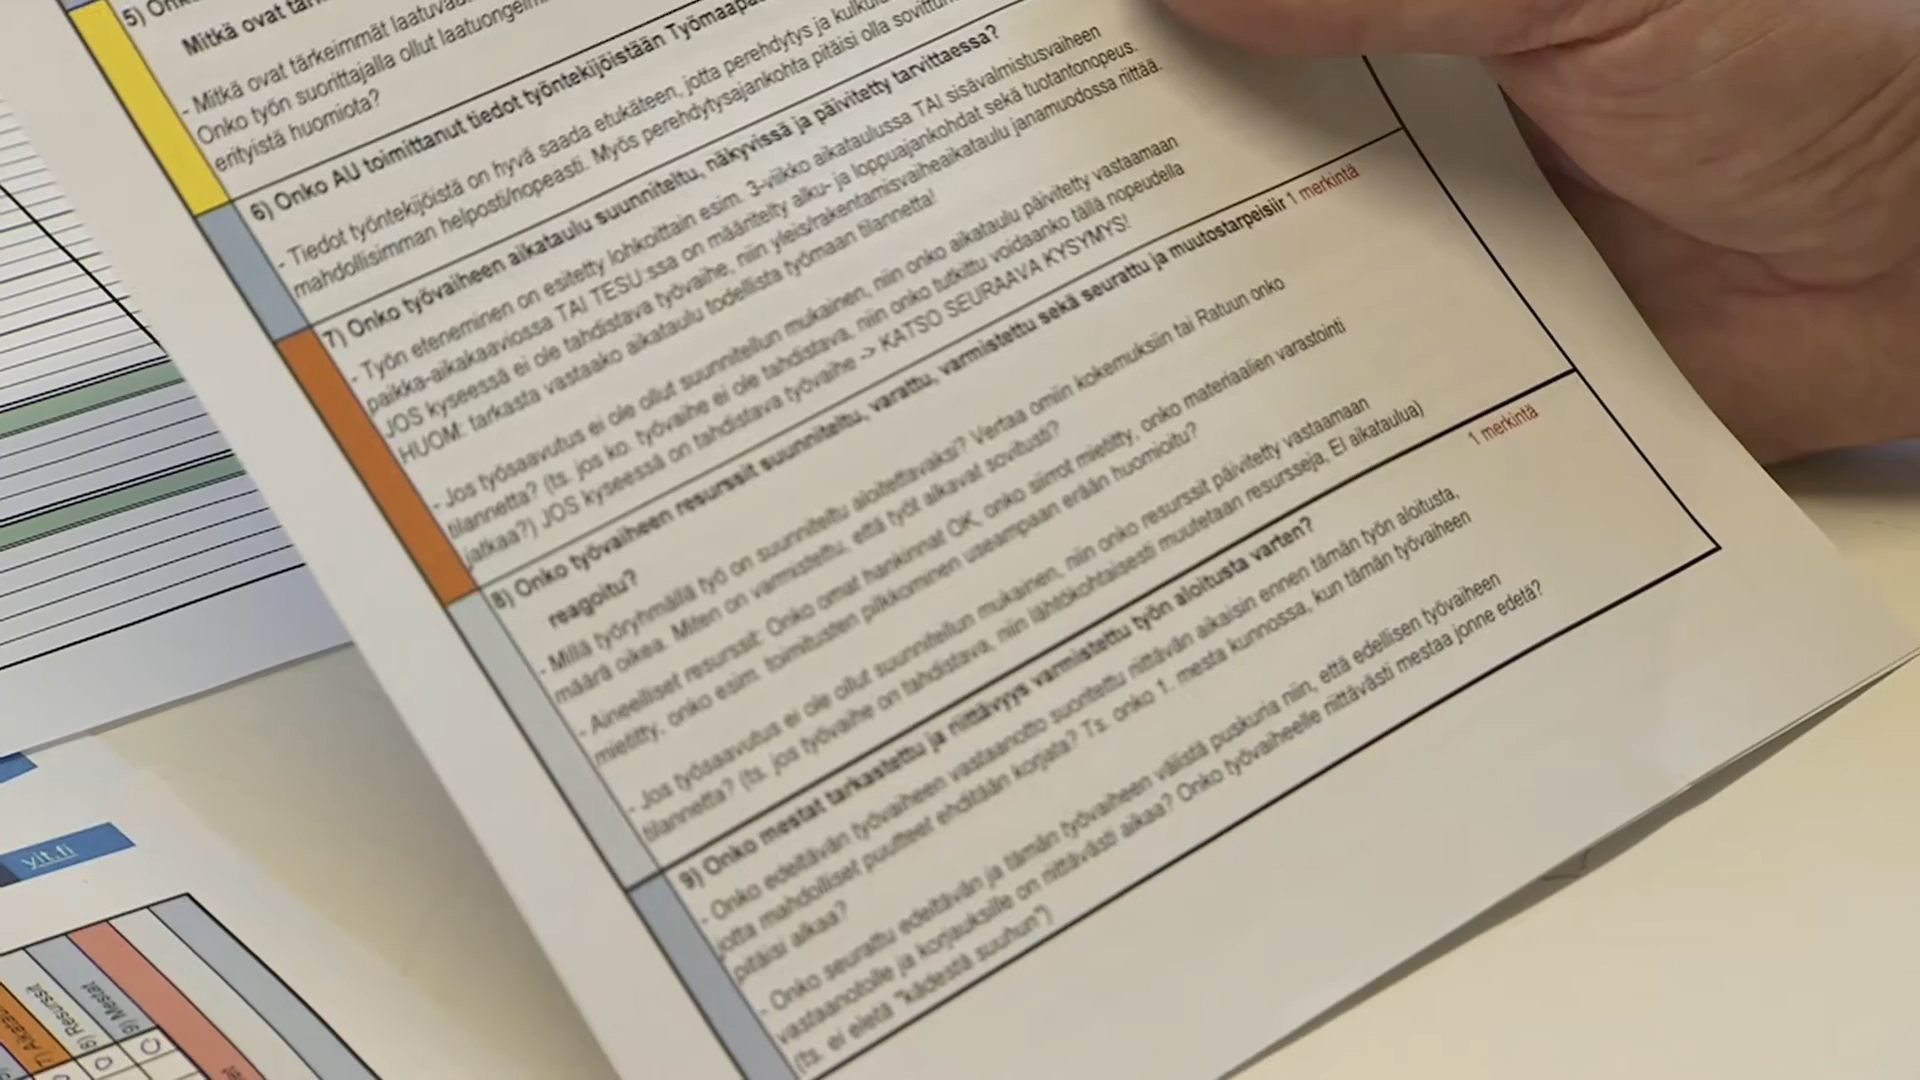 5) Onko
Mitkä ovat
- Mitkä ovat tärkeimmät
Onko työn suorittajalla ollut
erityistä huomiota?
6) Onko AU toimittanut tiedot työntekijöistään
- Tiedot työntekijöistä on hyvä saada etukäteen, jotta perehdytys ja
mahdollisimman helposti/nopeasti. Myös perehdytysajankohta pitäisi olla
7) Onko työvaiheen aikataulu suunniteltu, näkyvissä ja päivitetty tarvittaessa?
- Työn eteneminen on esitetty lohkoittain esim. 3-viikko aikataulussa TAI sisävalmistusvaiheen
paikka-aikakaaviossa TAI TESU:ssa on määritelty alku- ja loppuajankohdat sekä tuotantonopeus.
JOS kyseessä ei ole tahdistava työvaihe, niin yleis/rakentamisvaiheaikataulu janamuodossa riittää.
HUOM: tarkasta vastaako aikataulu todellista työmaan tilannetta!
- Jos työsaavutus ei ole ollut suunnitellun mukainen, niin onko aikataulu päivitetty vastaamaan
tilannetta? (ts. jos ko. työvaihe ei ole tahdistava, niin onko tutkittu voidaanko tällä nopeudella
jatkaa?) JOS kyseessä on tahdistava työvaihe -> KATSO SEURAAVA KYSYMYS!
8) Onko työvaiheen resurssit suunniteltu, varattu, varmistettu sekä seurattu ja muutostarpeisiir 1 merkintä
reagoitu?
- Millä työryhmällä työ on suunniteltu aloitettavaksi? Vertaa omiin kokemuksiin tai Ratuun onko
määrä oikea. Miten on varmistettu, että työt alkavat sovitusti?
- Aineelliset resurssit: Onko omat hankinnat OK, onko siirrot mietitty, onko materiaalien varastointi
mietitty, onko esim. toimitusten pilkkominen useampaan erään huomioitu?
- Jos työsaavutus ei ole ollut suunnitellun mukainen, niin onko resurssit päivitetty vastaamaan
tilannetta? (ts. jos työvaihe on tahdistava, niin lähtökohtaisesti muutetaan resursseja, EI aikataulua)
9) Onko mestat tarkastettu ja riittävyys varmistettu työn aloitusta varten? 1 merkintä
- Onko edeltävän työvaiheen vastaanotto suoritettu riittävän aikaisin ennen tämän työn aloitusta,
jotta mahdolliset puutteet ehditään korjata? Ts. onko 1. mesta kunnossa, kun tämän työvaiheen
pitäisi alkaa?
- Onko seurattu edeltävän ja tämän työvaiheen välistä puskuria niin, että edellisen työvaiheen
vastaanotolle ja korjauksille on riittävästi aikaa? Onko työvaiheelle riittävästi mestaa jonne edetä?
(ts. ei eletä "kädestä suuhun")
yit.fi
8) Resurssit
9) Mestat